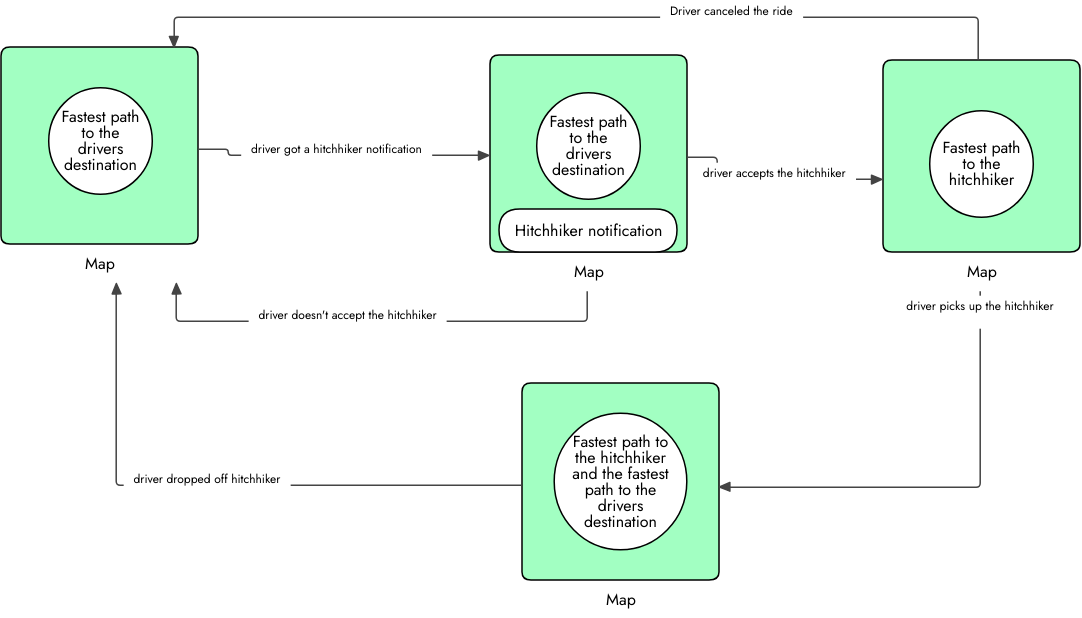 Driver canceled the ride
Fastest path
to the
drivers
destination
Map
driver got a hitchhiker notification
Fastest path
to the
drivers
destination
Hitchhiker notification
Map
driver accepts the hitchhiker
Fastest path
to the
hitchhiker
Map
driver doesn't accept the hitchhiker
driver picks up the hitchhiker
Fastest path to
the hitchhiker
and the fastest
path to the
drivers
destination
Map
driver dropped off hitchhiker